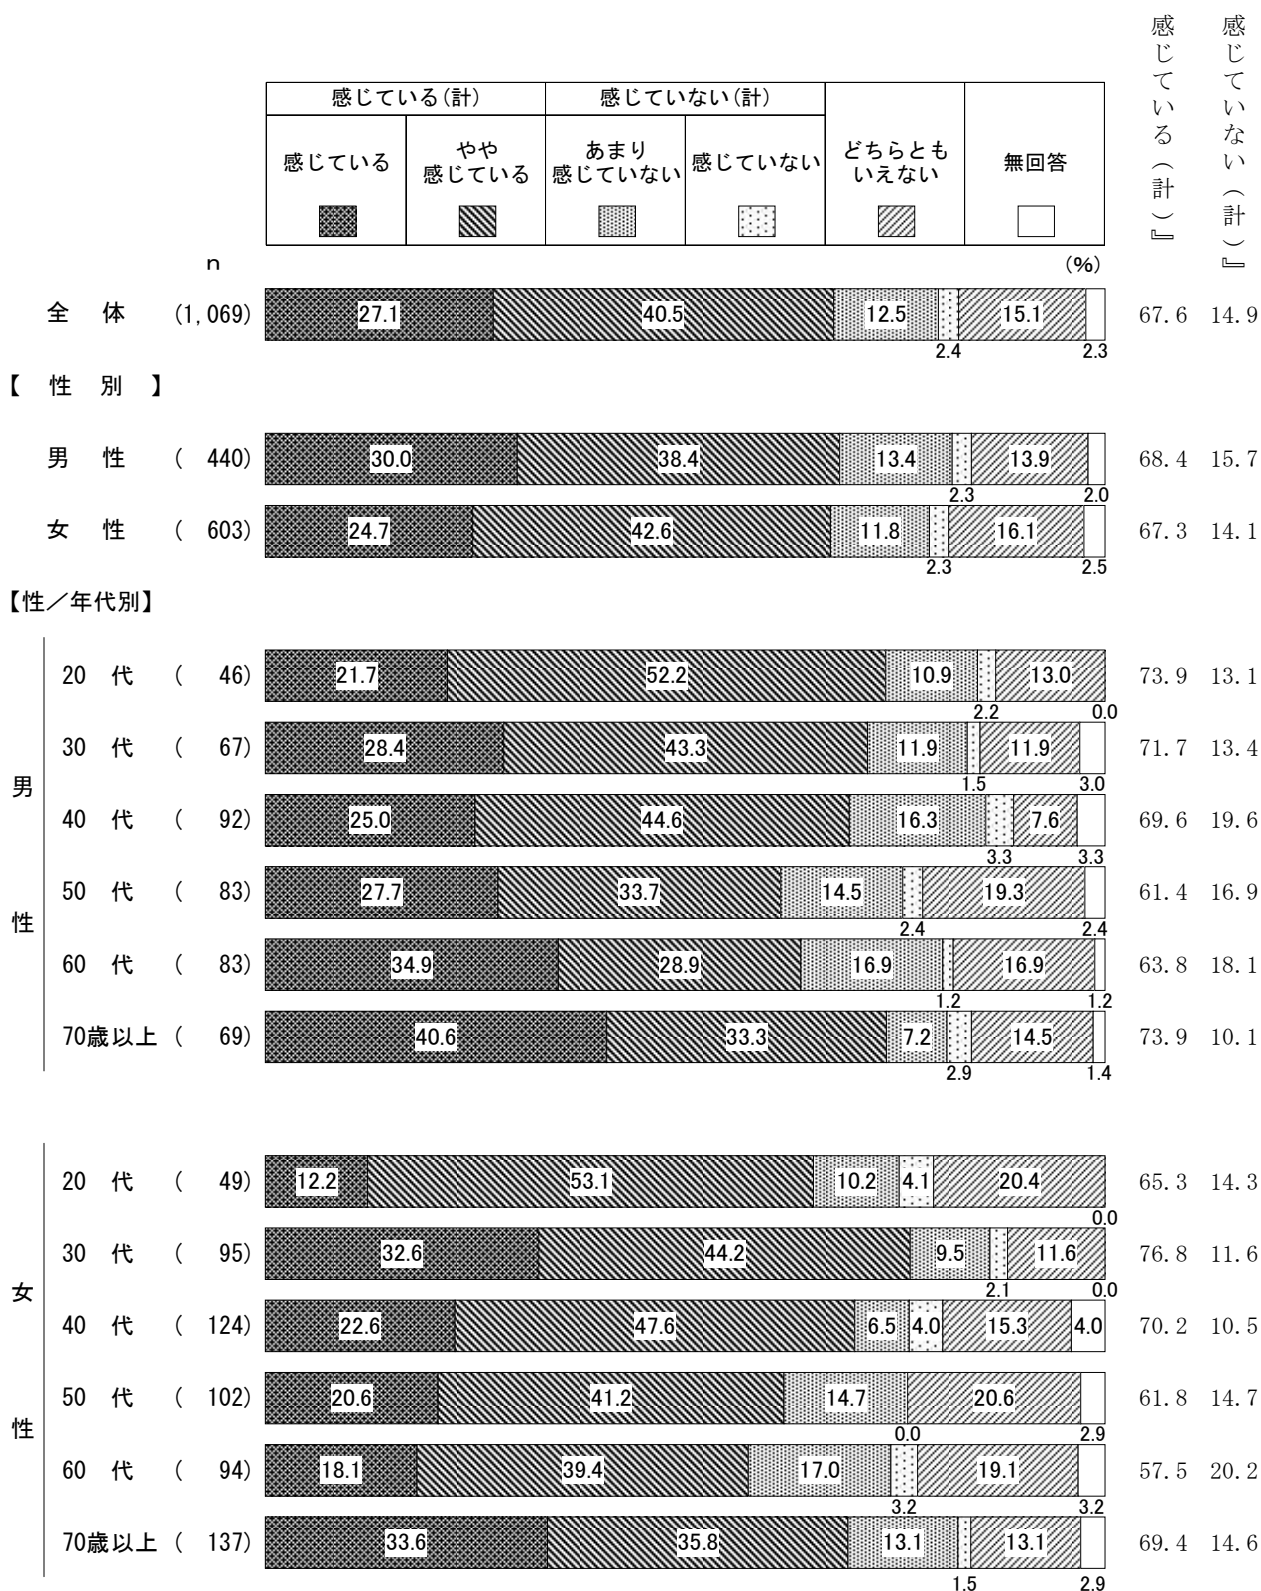 感じている（計）』
感じていない（計）』
感じている(計) 感じていない(計)
感じている
やや
感じている
あまり
感じていない
感じていない
どちらとも
いえない
無回答
n (%)
全 体 (1,069) 27.1 40.5 12.5 2.4 15.1 2.3 67.6 14.9
【 性 別 】
男 性 ( 440) 30.0 38.4 13.4 2.3 13.9 2.0 68.4 15.7
女 性 ( 603) 24.7 42.6 11.8 2.3 16.1 2.5 67.3 14.1
【性／年代別】
男性
20 代 ( 46) 21.7 52.2 10.9 2.2 13.0 0.0 73.9 13.1
30 代 ( 67) 28.4 43.3 11.9 1.5 11.9 3.0 71.7 13.4
40 代 ( 92) 25.0 44.6 16.3 3.3 7.6 3.3 69.6 19.6
50 代 ( 83) 27.7 33.7 14.5 2.4 19.3 2.4 61.4 16.9
60 代 ( 83) 34.9 28.9 16.9 1.2 16.9 1.2 63.8 18.1
70歳以上 ( 69) 40.6 33.3 7.2 2.9 14.5 1.4 73.9 10.1
女性
20 代 ( 49) 12.2 53.1 10.2 4.1 20.4 0.0 65.3 14.3
30 代 ( 95) 32.6 44.2 9.5 2.1 11.6 0.0 76.8 11.6
40 代 ( 124) 22.6 47.6 6.5 4.0 15.3 4.0 70.2 10.5
50 代 ( 102) 20.6 41.2 14.7 0.0 20.6 2.9 61.8 14.7
60 代 ( 94) 18.1 39.4 17.0 3.2 19.1 3.2 57.5 20.2
70歳以上 ( 137) 33.6 35.8 13.1 1.5 13.1 2.9 69.4 14.6